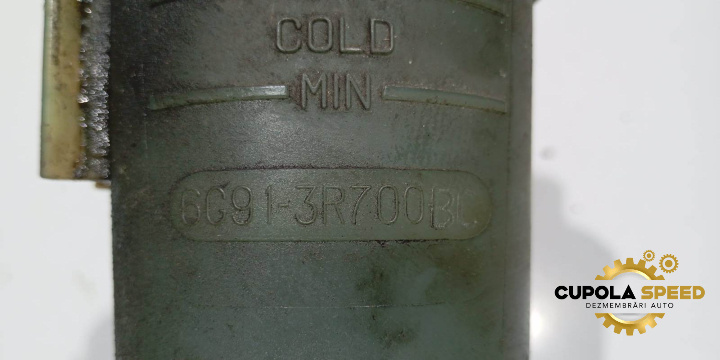 COLD
MIN
6G91-3R700BC
CUPOLA SPEED
DEZMEMBRĂRI AUTO